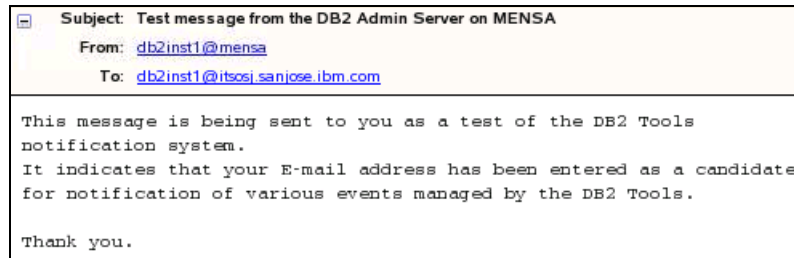 Subject: Test message from the DB2 Admin Server on MENSA
From: db2inst1@mensa
To: db2inst1@itsosj.sanjose.ibm.com
This message is being sent to you as a test of the DB2 Tools
notification system.
It indicates that your E-mail address has been entered as a candidate
for notification of various events managed by the DB2 Tools.
Thank you.